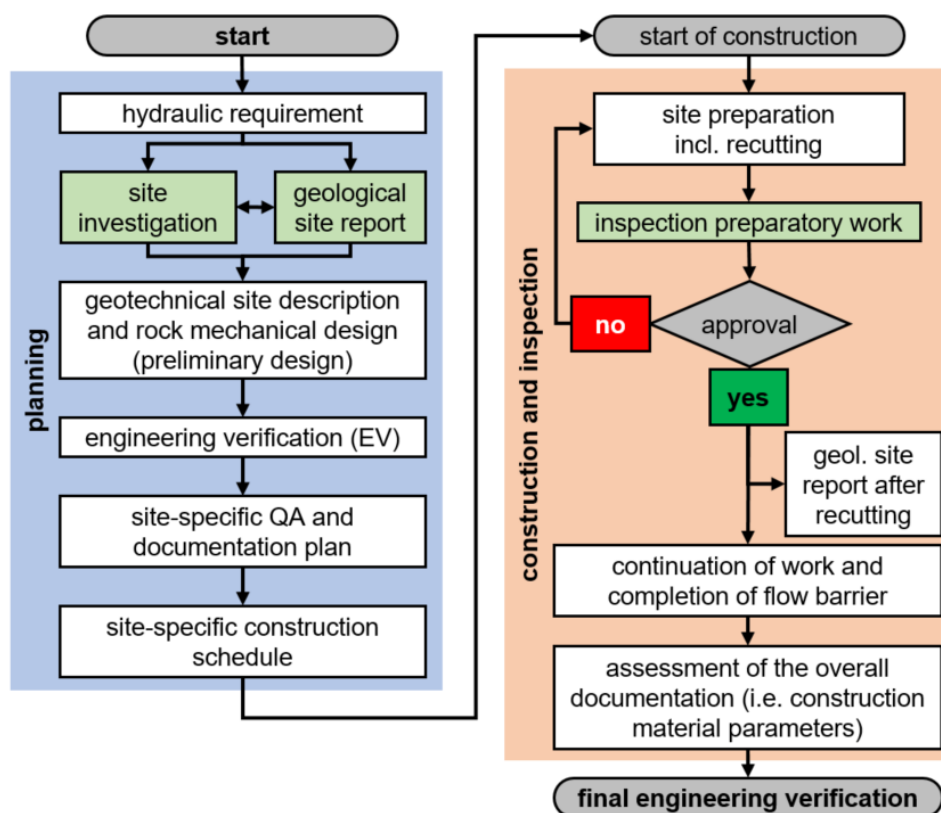 start
hydraulic requirement
site
investigation
geological
site report
geotechnical site description
and rock mechanical design
(preliminary design)
engineering verification (EV)
site-specific QA and
documentation plan
site-specific construction
schedule
planning
start of construction
site preparation
incl. recutting
inspection preparatory work
approval
no
yes
geol. site
report after
recutting
continuation of work and
completion of flow barrier
assessment of the overall
documentation (i.e. construction
material parameters)
construction and inspection
final engineering verification